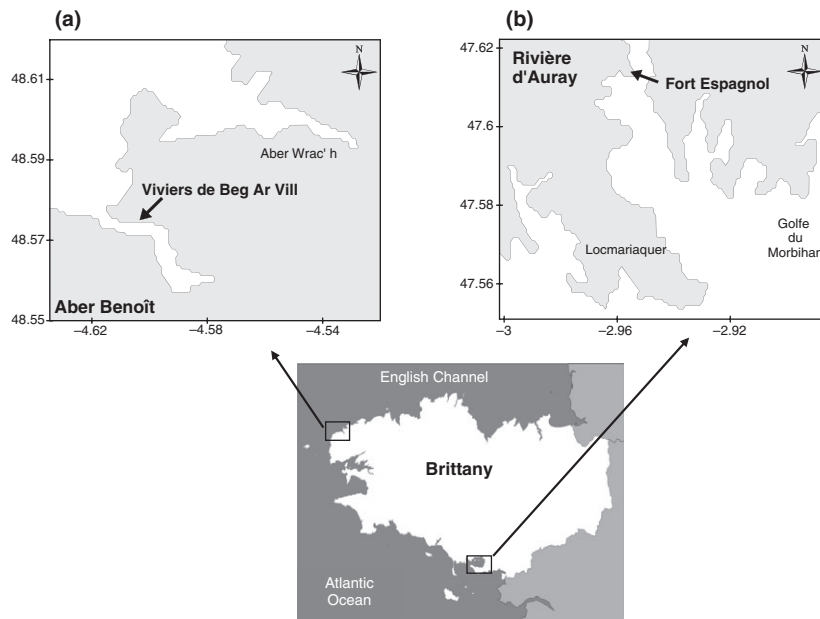 (a)
N
48.61
48.59
48.57
48.55
Aber Wrac' h
Viviers de Beg Ar Vill
Aber Benoît
−4.62
−4.58
−4.54
(b)
N
47.62
47.6
47.58
47.56
Rivière
d'Auray
Fort Espagnol
Golfe
du
Morbihan
Locmariaquer
−3
−2.96
−2.92
English Channel
Brittany
Atlantic
Ocean